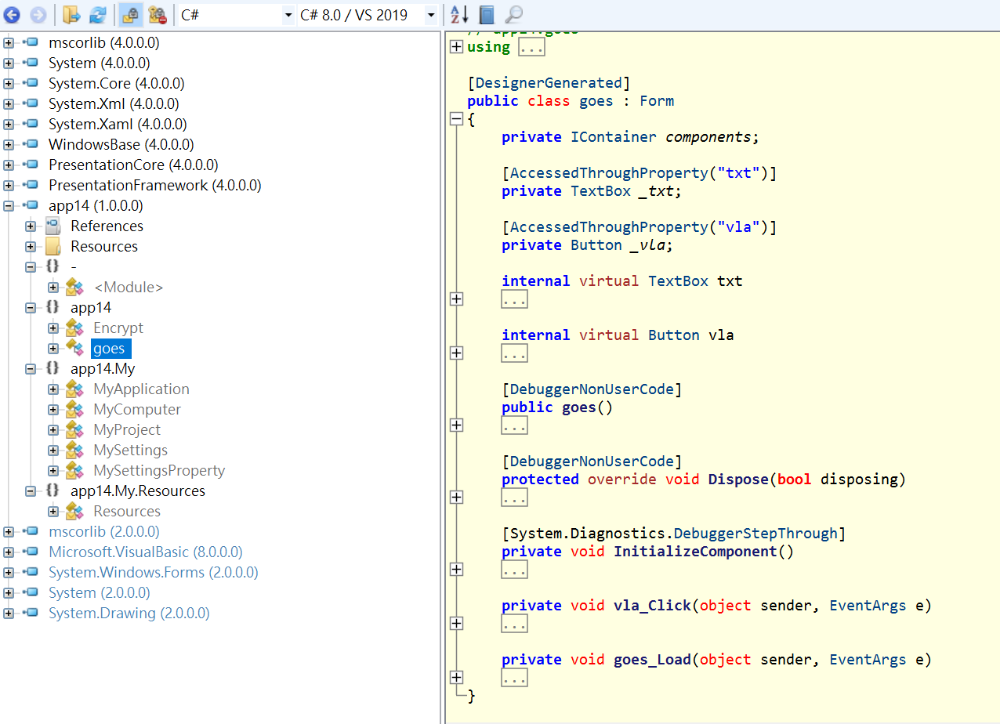 C#
C# 8.0 / VS 2019
mscorlib (4.0.0.0)
System (4.0.0.0)
System.Core (4.0.0.0)
System.Xml (4.0.0.0)
System.Xaml (4.0.0.0)
WindowsBase (4.0.0.0)
PresentationCore (4.0.0.0)
PresentationFramework (4.0.0.0)
app14 (1.0.0.0)
References
Resources
{} -
<Module>
{} app14
Encrypt
goes
{} app14.My
MyApplication
MyComputer
MyProject
MySettings
MySettingsProperty
{} app14.My.Resources
Resources
mscorlib (2.0.0.0)
Microsoft.VisualBasic (8.0.0.0)
System.Windows.Forms (2.0.0.0)
System (2.0.0.0)
System.Drawing (2.0.0.0)
// app14.goes
using ...
[DesignerGenerated]
public class goes : Form
{
private IContainer components;
[AccessedThroughProperty("txt")]
private TextBox _txt;
[AccessedThroughProperty("vla")]
private Button _vla;
internal virtual TextBox txt
...
internal virtual Button vla
...
[DebuggerNonUserCode]
public goes()
...
[DebuggerNonUserCode]
protected override void Dispose(bool disposing)
...
[System.Diagnostics.DebuggerStepThrough]
private void InitializeComponent()
...
private void vla_Click(object sender, EventArgs e)
...
private void goes_Load(object sender, EventArgs e)
...
}